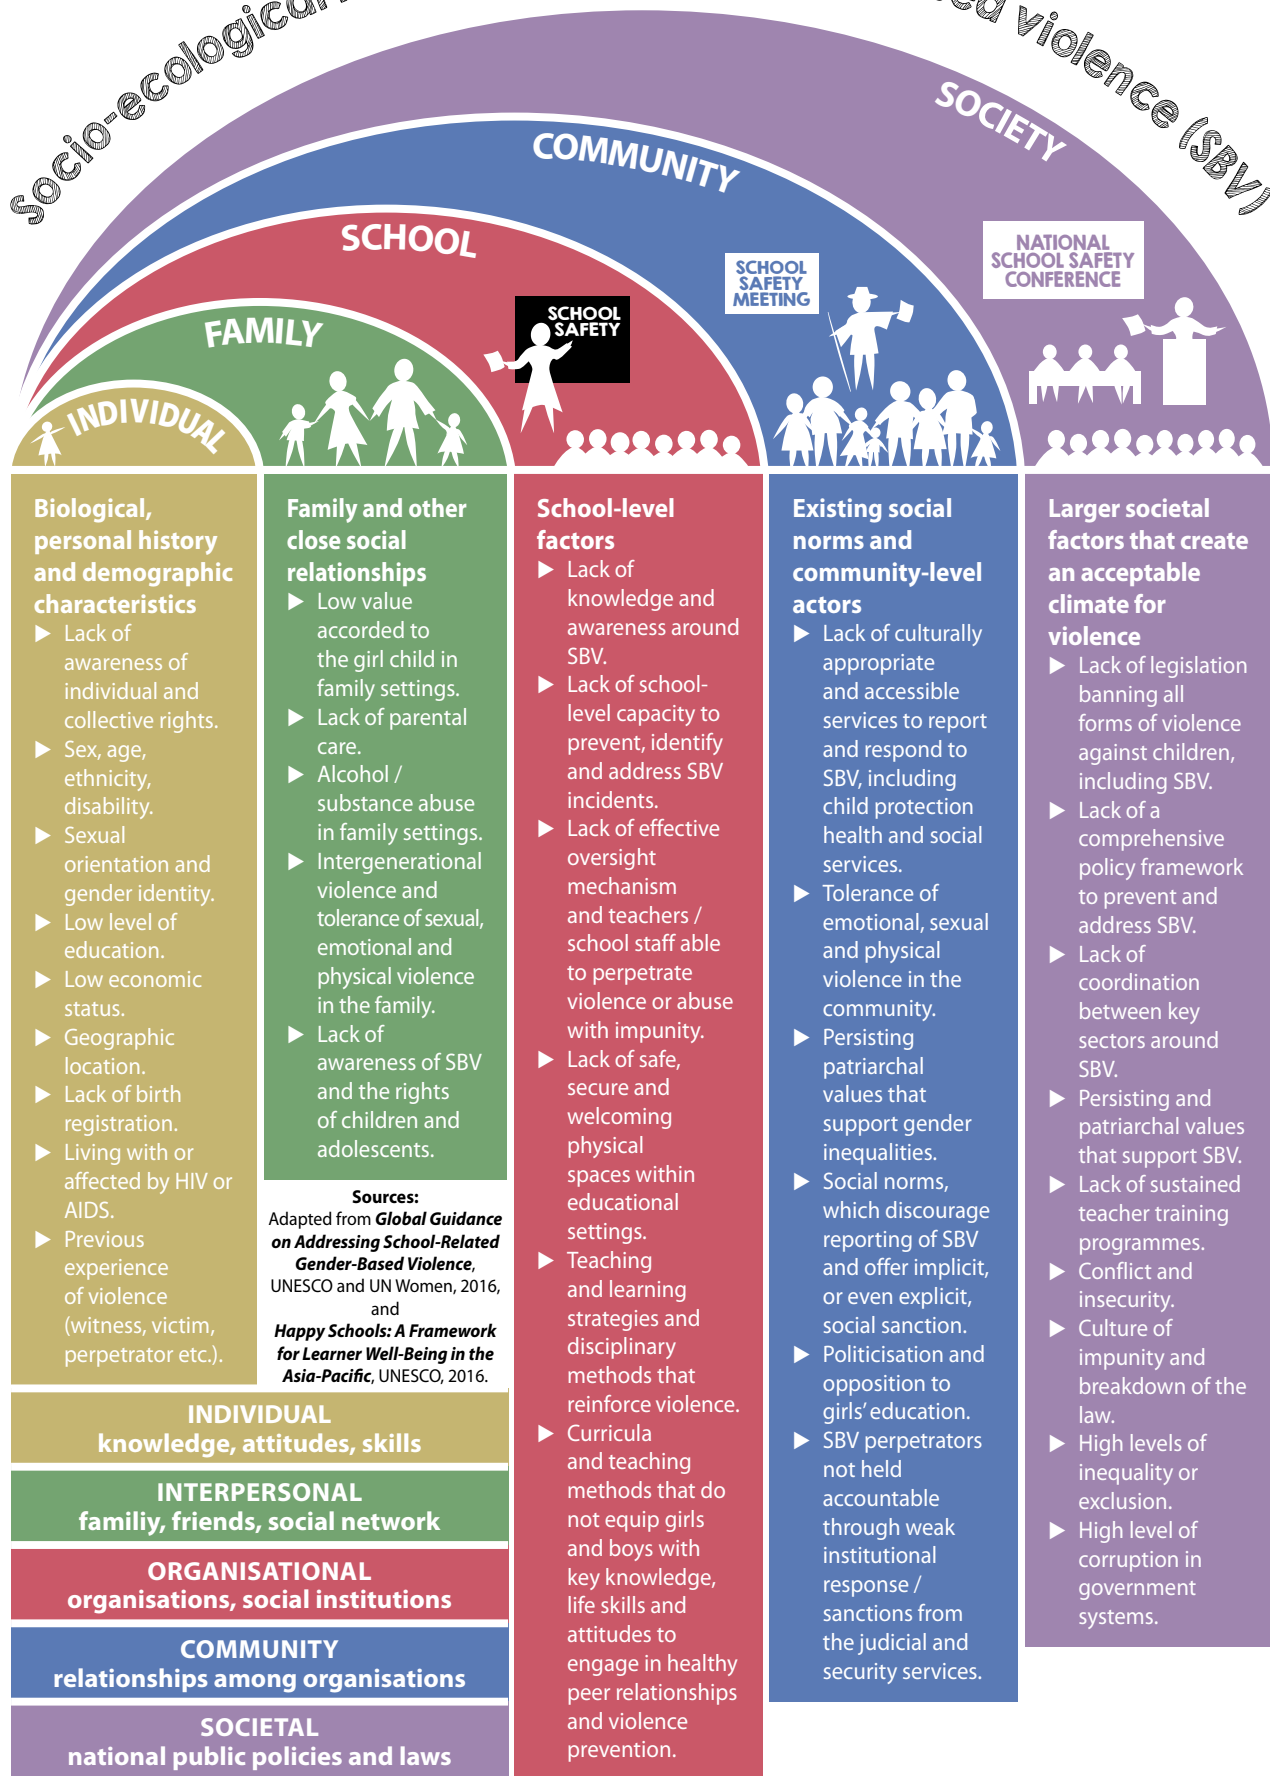 Socio-ecological
violence (SBV)
SOCIETY
COMMUNITY
SCHOOL
FAMILY
INDIVIDUAL
NATIONAL
SCHOOL SAFETY
CONFERENCE
SCHOOL
SAFETY
MEETING
SCHOOL
SAFETY
Biological,
personal history
and demographic
characteristics
▶ Lack of
awareness of
individual and
collective rights.
▶ Sex, age,
ethnicity,
disability.
▶ Sexual
orientation and
gender identity.
▶ Low level of
education.
▶ Low economic
status.
▶ Geographic
location.
▶ Lack of birth
registration.
▶ Living with or
affected by HIV or
AIDS.
▶ Previous
experience
of violence
(witness, victim,
perpetrator etc.).
Family and other
close social
relationships
▶ Low value
accorded to
the girl child in
family settings.
▶ Lack of parental
care.
▶ Alcohol /
substance abuse
in family settings.
▶ Intergenerational
violence and
tolerance of sexual,
emotional and
physical violence
in the family.
▶ Lack of
awareness of SBV
and the rights
of children and
adolescents.
Sources:
Adapted from Global Guidance
on Addressing School-Related
Gender-Based Violence,
UNESCO and UN Women, 2016,
and
Happy Schools: A Framework
for Learner Well-Being in the
Asia-Pacific, UNESCO, 2016.
School-level
factors
▶ Lack of
knowledge and
awareness around
SBV.
▶ Lack of school-
level capacity to
prevent, identify
and address SBV
incidents.
▶ Lack of effective
oversight
mechanism
and teachers /
school staff able
to perpetrate
violence or abuse
with impunity.
▶ Lack of safe,
secure and
welcoming
physical
spaces within
educational
settings.
▶ Teaching
and learning
strategies and
disciplinary
methods that
reinforce violence.
▶ Curricula
and teaching
methods that do
not equip girls
and boys with
key knowledge,
life skills and
attitudes to
engage in healthy
peer relationships
and violence
prevention.
Existing social
norms and
community-level
actors
▶ Lack of culturally
appropriate
and accessible
services to report
and respond to
SBV, including
child protection
health and social
services.
▶ Tolerance of
emotional, sexual
and physical
violence in the
community.
▶ Persisting
patriarchal
values that
support gender
inequalities.
▶ Social norms,
which discourage
reporting of SBV
and offer implicit,
or even explicit,
social sanction.
▶ Politicisation and
opposition to
girls' education.
▶ SBV perpetrators
not held
accountable
through weak
institutional
response /
sanctions from
the judicial and
security services.
Larger societal
factors that create
an acceptable
climate for
violence
▶ Lack of legislation
banning all
forms of violence
against children,
including SBV.
▶ Lack of a
comprehensive
policy framework
to prevent and
address SBV.
▶ Lack of
coordination
between key
sectors around
SBV.
▶ Persisting and
patriarchal values
that support SBV.
▶ Lack of sustained
teacher training
programmes.
▶ Conflict and
insecurity.
▶ Culture of
impunity and
breakdown of the
law.
▶ High levels of
inequality or
exclusion.
▶ High level of
corruption in
government
systems.
INDIVIDUAL
knowledge, attitudes, skills
INTERPERSONAL
familiy, friends, social network
ORGANISATIONAL
organisations, social institutions
COMMUNITY
relationships among organisations
SOCIETAL
national public policies and laws